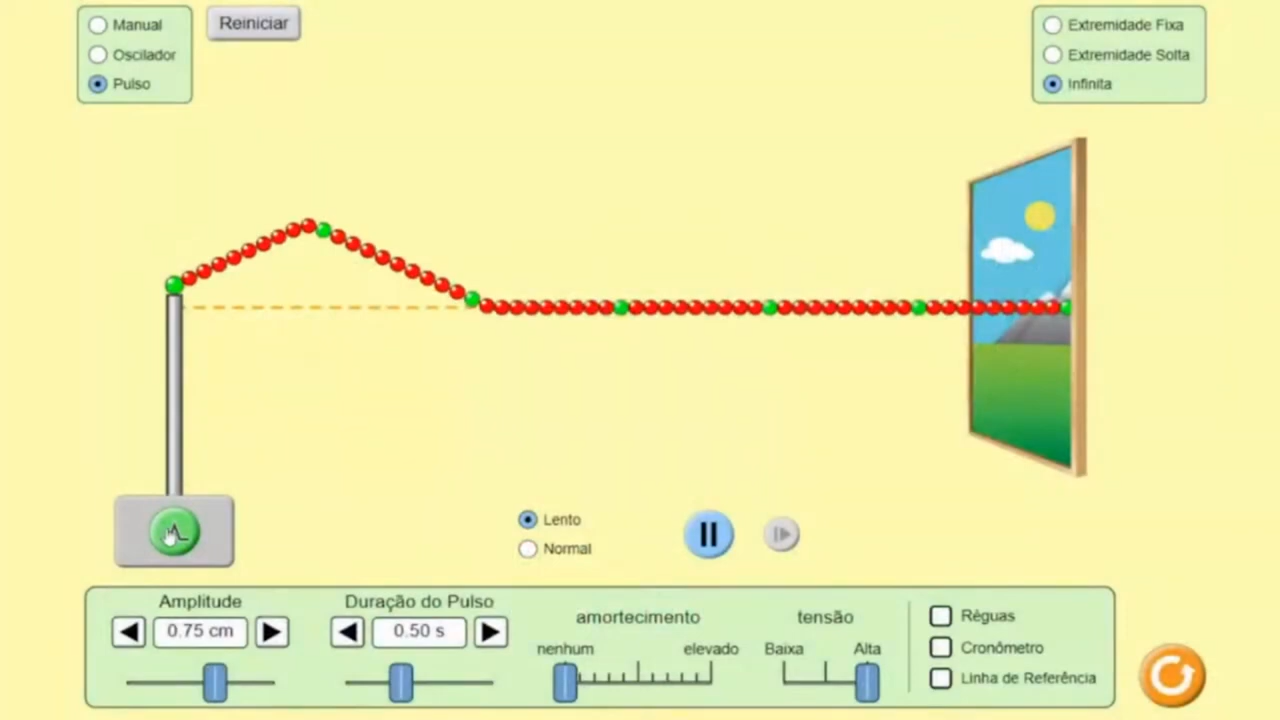 Manual
Oscilador
Pulso
Reiniciar
Extremidade Fixa
Extremidade Solta
Infinita
Lento
Normal
Amplitude
0.75 cm
Duração do Pulso
0.50 s
amortecimento
nenhum elevado
tensão
Baixa Alta
Réguas
Cronômetro
Linha de Referência